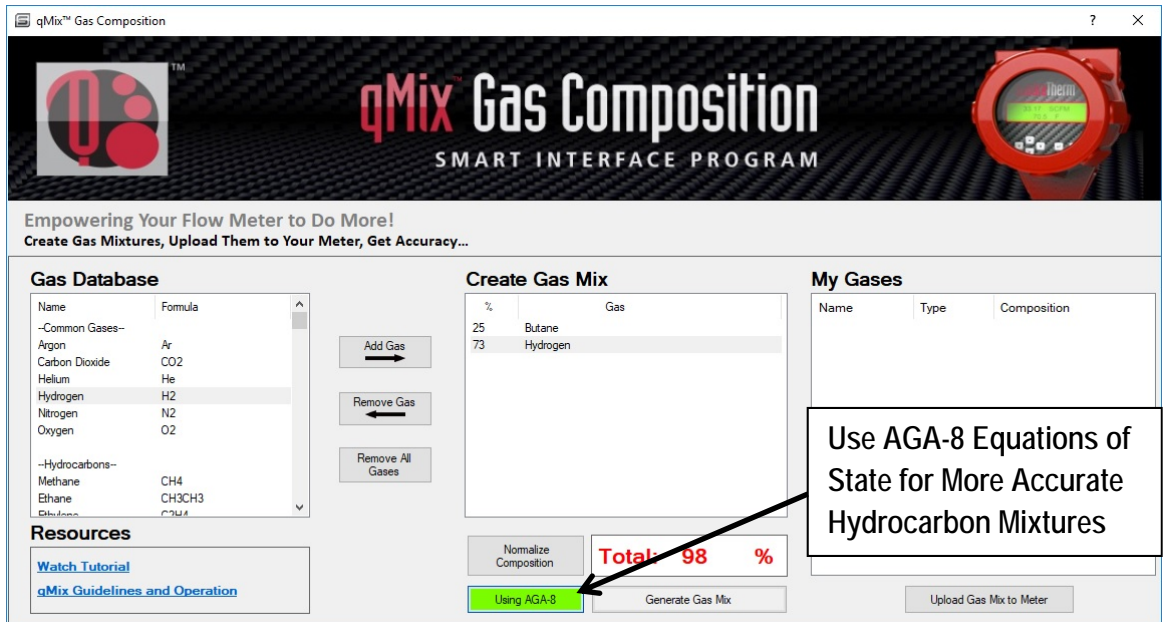 qMix™ Gas Composition
? ×
TM
qMix™ Gas Composition
SMART INTERFACE PROGRAM
Therm
Empowering Your Flow Meter to Do More!
Create Gas Mixtures, Upload Them to Your Meter, Get Accuracy...
Gas Database
Name Formula
--Common Gases--
Argon Ar
Carbon Dioxide CO2
Helium He
Hydrogen H2
Nitrogen N2
Oxygen O2
--Hydrocarbons--
Methane CH4
Ethane CH3CH3
Ethylene C2H4
Add Gas
Remove Gas
Remove All
Gases
Create Gas Mix
% Gas
25 Butane
73 Hydrogen
Normalize
Composition
Total: 98 %
Using AGA-8
Generate Gas Mix
My Gases
Name Type Composition
Use AGA-8 Equations of
State for More Accurate
Hydrocarbon Mixtures
Upload Gas Mix to Meter
Resources
Watch Tutorial
qMix Guidelines and Operation